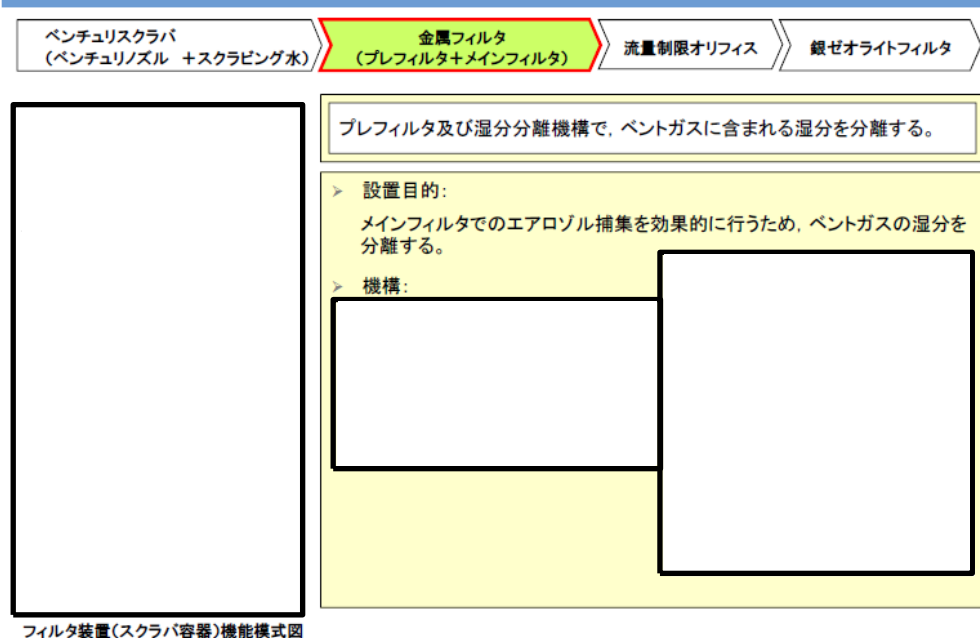 ベンチュリスクラバ
(ベンチュリノズル ＋スクラビング水)
金属フィルタ
(プレフィルタ＋メインフィルタ)
流量制限オリフィス
銀ゼオライトフィルタ
プレフィルタ及び湿分分離機構で，ベントガスに含まれる湿分を分離する。
➢ 設置目的：
メインフィルタでのエアロゾル捕集を効果的に行うため，ベントガスの湿分を
分離する。
➢ 機構：
フィルタ装置(スクラバ容器)機能模式図